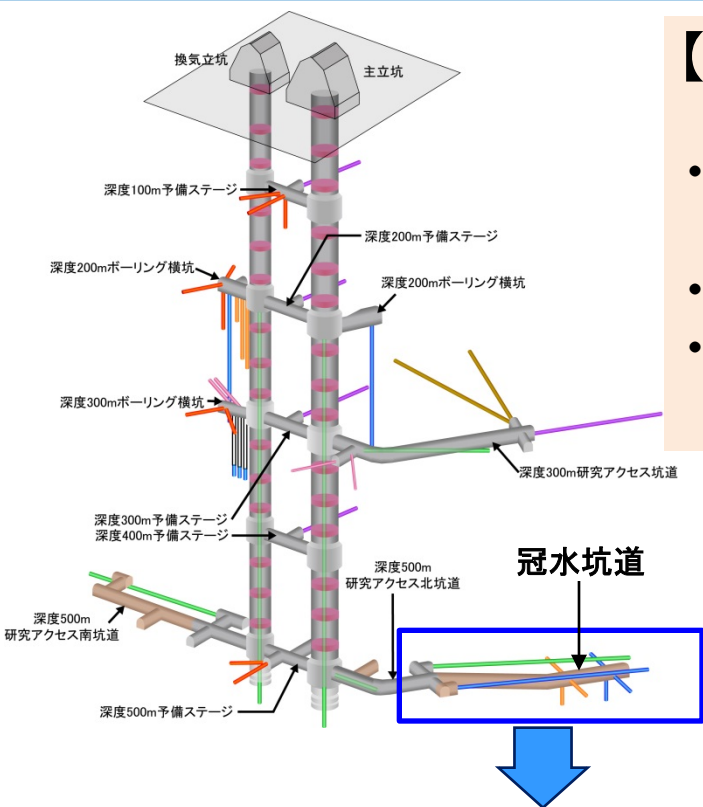 換気立坑
主立坑
【
•
•
•
深度100m予備ステージ
深度200m予備ステージ
深度200mボーリング横坑
深度200mボーリング横坑
深度300mボーリング横坑
深度300m研究アクセス坑道
深度300m予備ステージ
深度400m予備ステージ
冠水坑道
深度500m
研究アクセス北坑道
深度500m
研究アクセス南坑道
深度500m予備ステージ